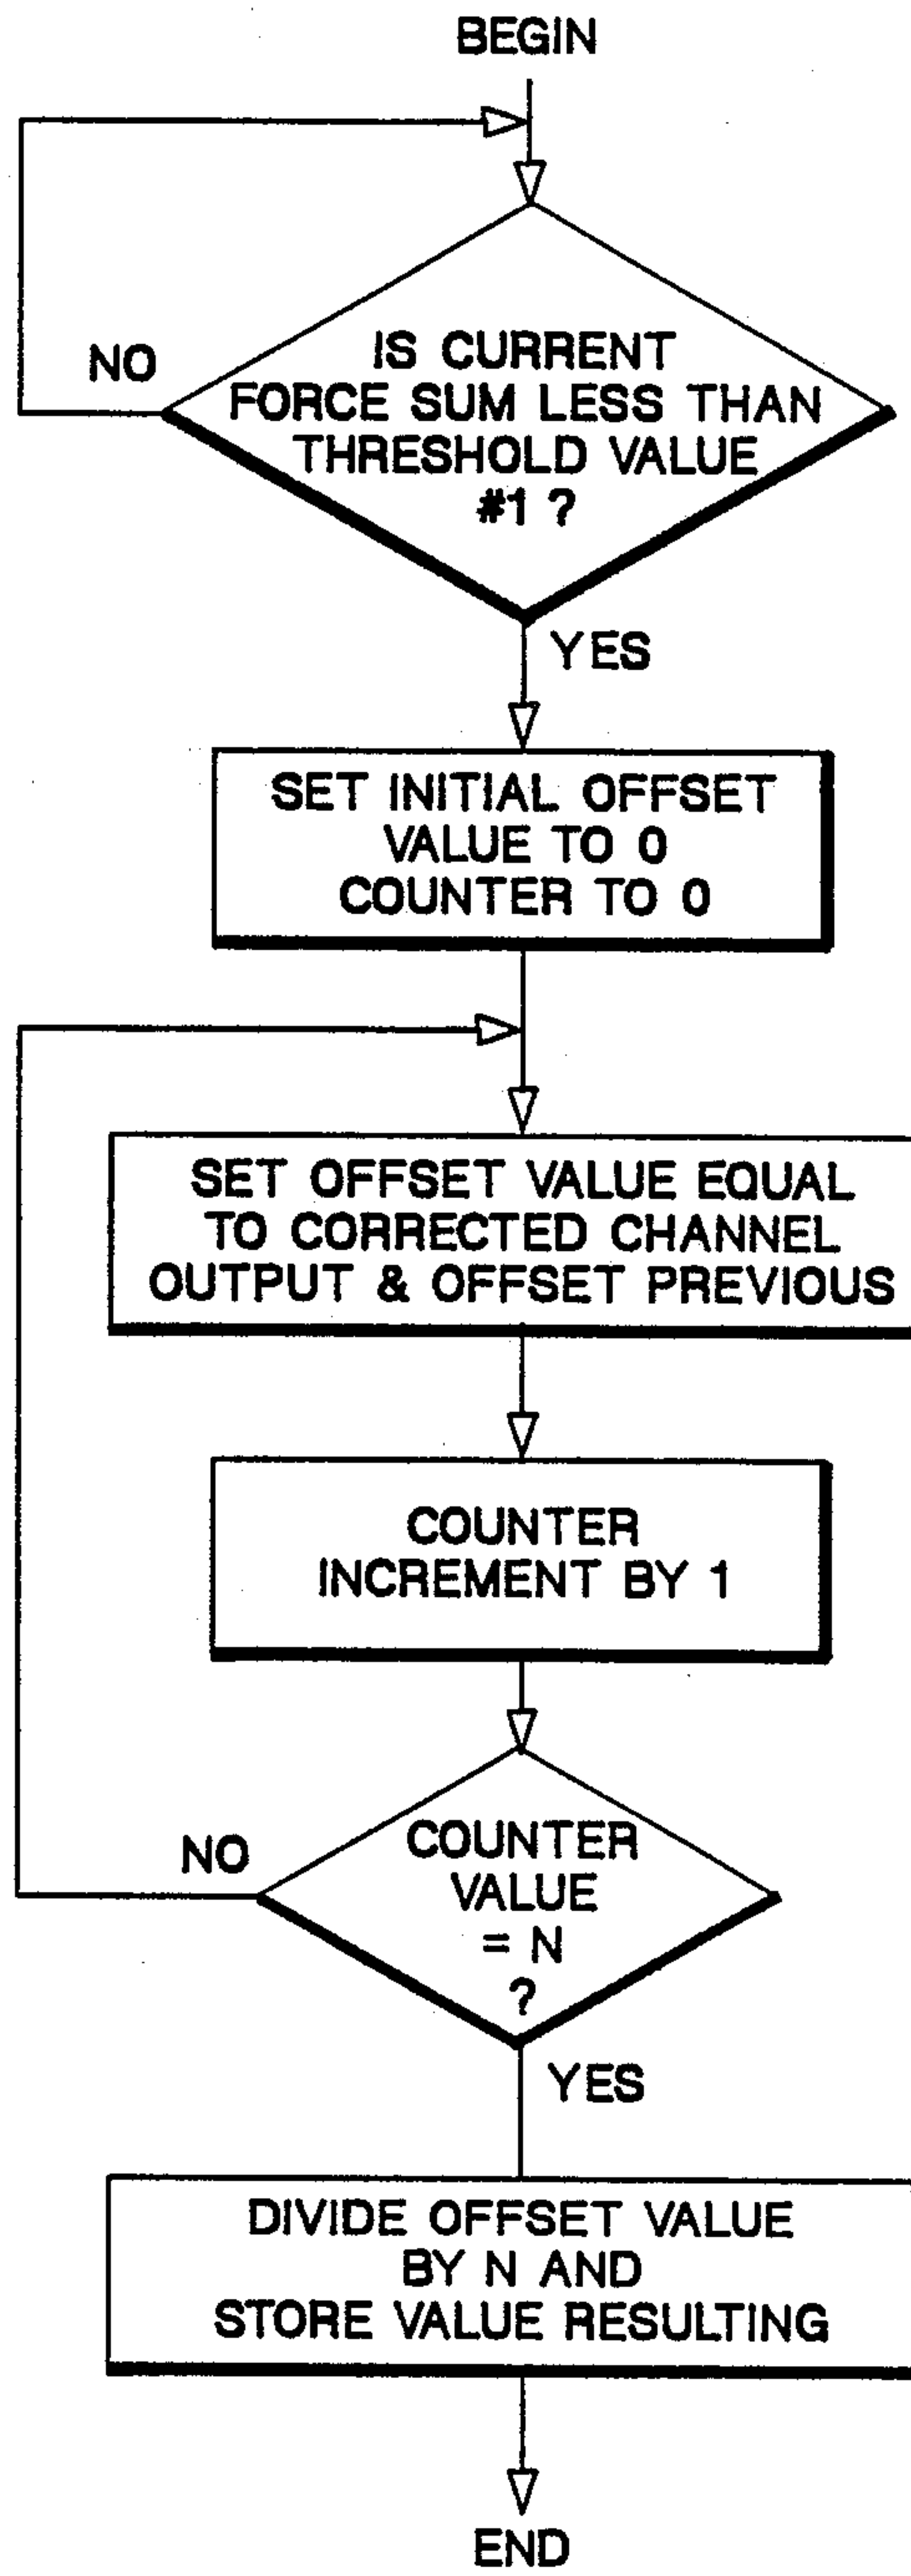 BEGIN
NO
IS CURRENT
FORCE SUM LESS THAN
THRESHOLD VALUE
#1 ?
YES
SET INITIAL OFFSET
VALUE TO 0
COUNTER TO 0
SET OFFSET VALUE EQUAL
TO CORRECTED CHANNEL
OUTPUT & OFFSET PREVIOUS
COUNTER
INCREMENT BY 1
NO
COUNTER
VALUE
= N
?
YES
DIVIDE OFFSET VALUE
BY N AND
STORE VALUE RESULTING
END